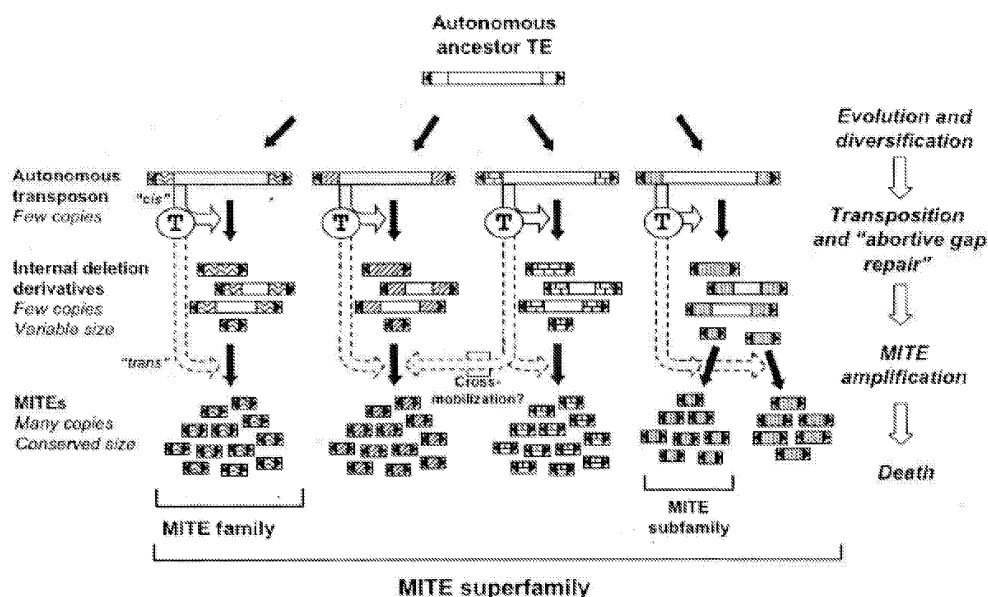 Autonomous
ancestor TE
Evolution and
diversification
Autonomous
transposon
Few copies
"cis"
T
T
T
T
Transposition
and "abortive gap
repair"
Internal deletion
derivatives
Few copies
Variable size
"trans"
Cross-
mobilization?
MITE
amplification
MITEs
Many copies
Conserved size
Death
MITE family
MITE
subfamily
MITE superfamily